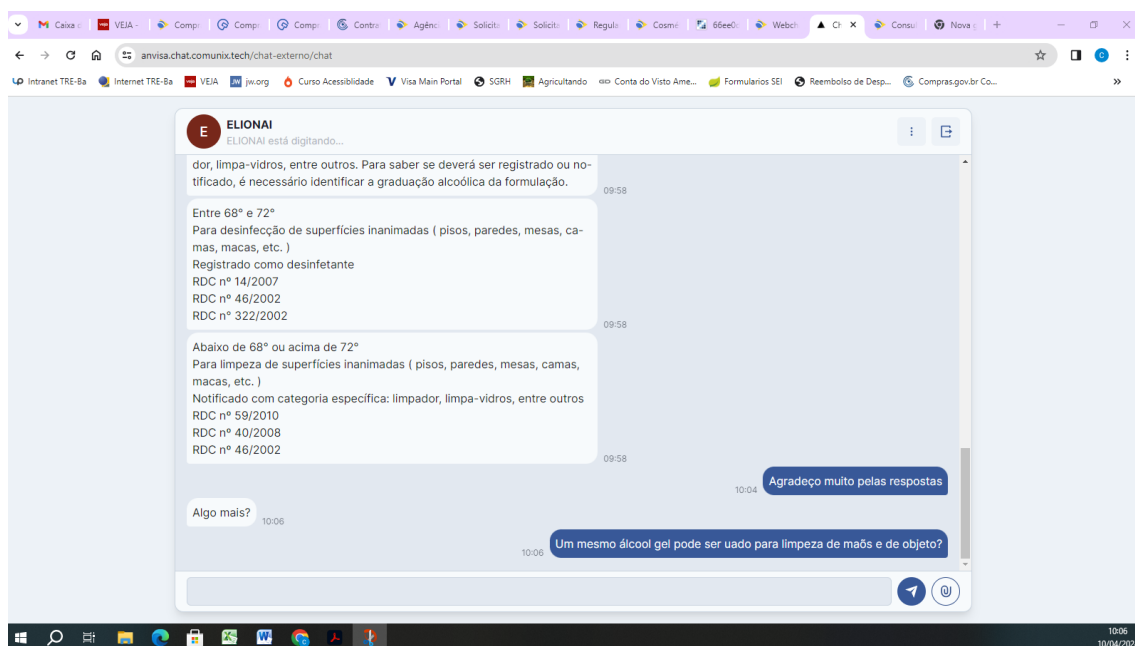 Caixa
VEJA -
Comp
Comp
Comp
Contra
Agênc
Solicita
Solicita
Regula
Cosmé
66ee0
Webch
Consul
Nova
anvisa.chat.comunix.tech/chat-externo/chat
Intranet TRE-Ba
Internet TRE-Ba
VEJA
jw.org
Curso Acessiblidade
Visa Main Portal
SGRH
Agricultando
Conta do Visto Ame...
Formularios SEI
Reembolso de Desp...
Compras.gov.br Co...
»
E
ELIONAI
ELIONAI está digitando...
dor, limpa-vidros, entre outros. Para saber se deverá ser registrado ou no-
tificado, é necessário identificar a graduação alcoólica da formulação.
09:58
Entre 68° e 72°
Para desinfecção de superfícies inanimadas ( pisos, paredes, mesas, ca-
mas, macas, etc. )
Registrado como desinfetante
RDC nº 14/2007
RDC nº 46/2002
RDC n° 322/2002
09:58
Abaixo de 68° ou acima de 72°
Para limpeza de superfícies inanimadas ( pisos, paredes, mesas, camas,
macas, etc. )
Notificado com categoria específica: limpador, limpa-vidros, entre outros
RDC nº 59/2010
RDC nº 40/2008
RDC nº 46/2002
09:58
10:04 Agradeço muito pelas respostas
Algo mais? 10:06
10:06 Um mesmo álcool gel pode ser uado para limpeza de maõs e de objeto?
10:06
10/04/202